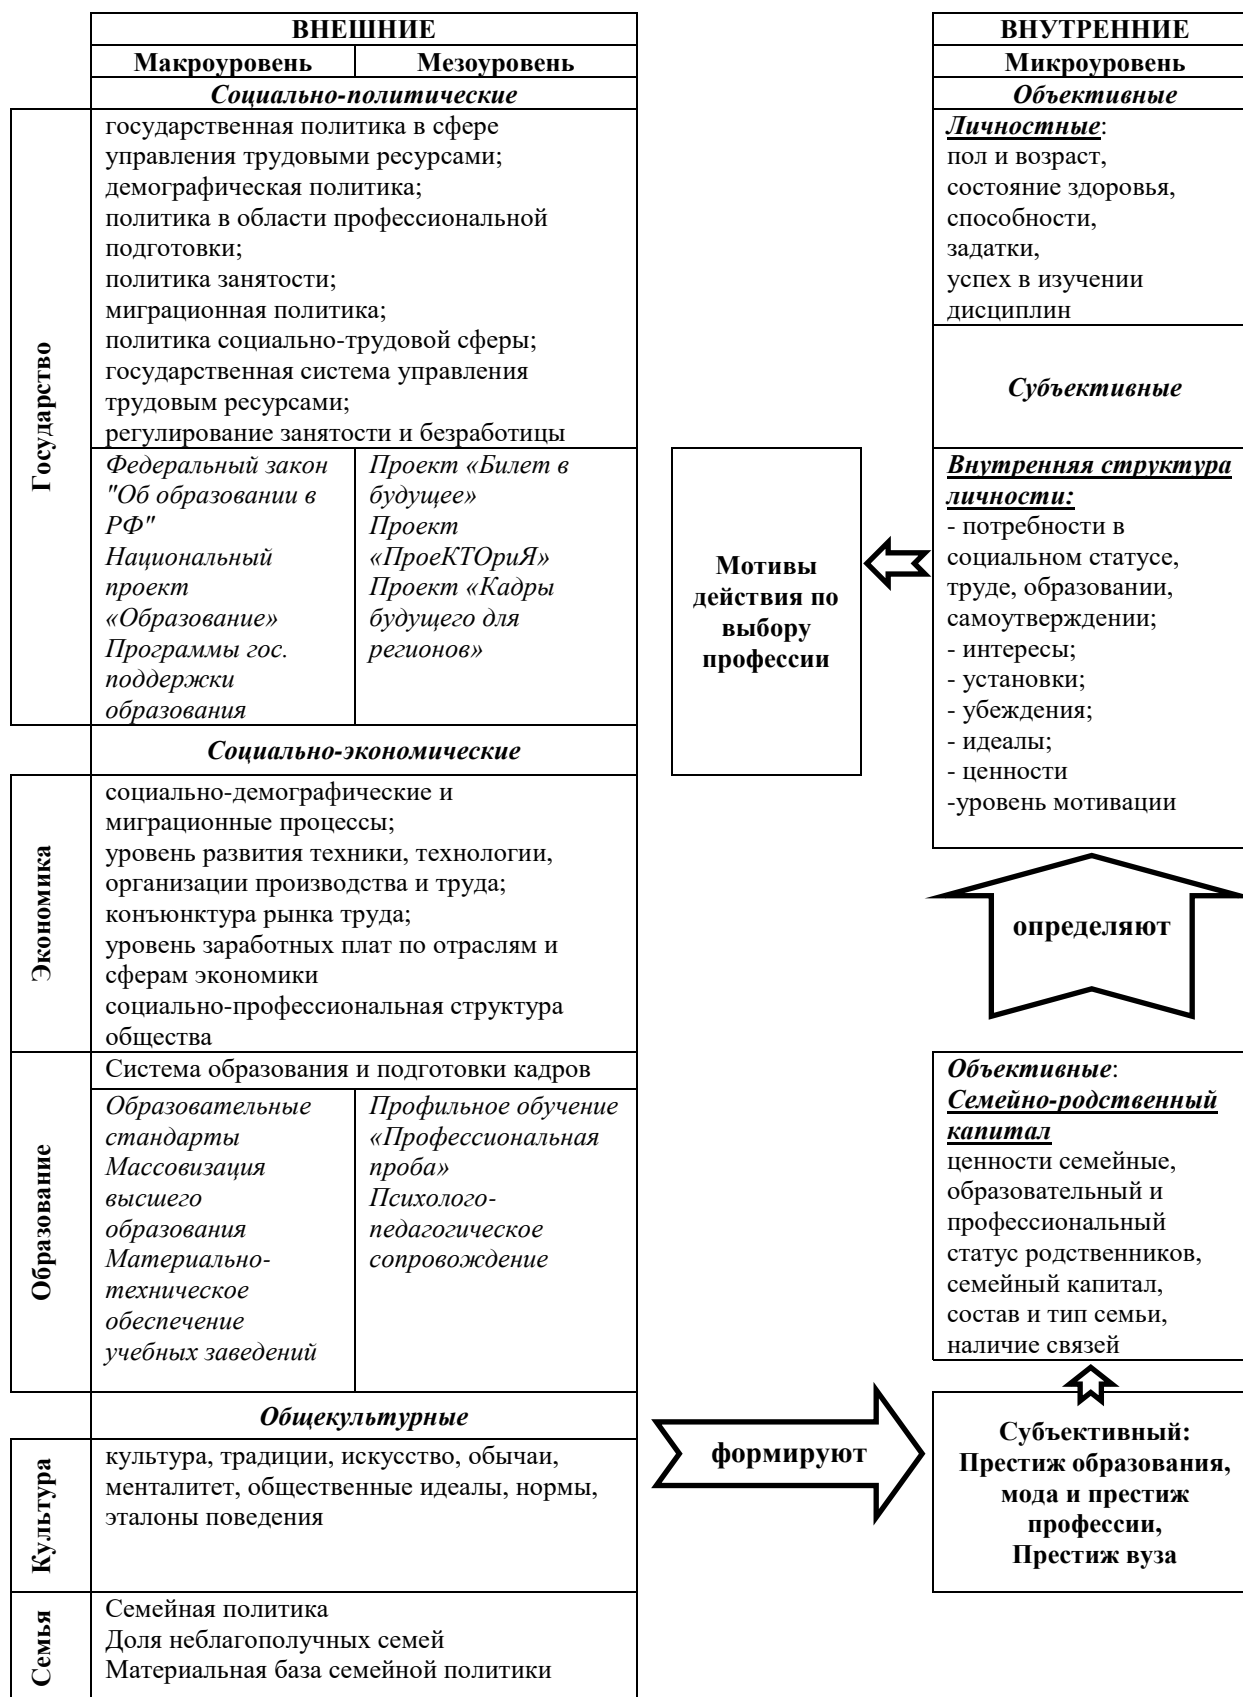 ВНЕШНИЕ
Макроуровень
Мезоуровень
Социально-политические
Государство
государственная политика в сфере
управления трудовыми ресурсами;
демографическая политика;
политика в области профессиональной
подготовки;
политика занятости;
миграционная политика;
политика социально-трудовой сферы;
государственная система управления
трудовым ресурсами;
регулирование занятости и безработицы
Федеральный закон
"Об образовании в
РФ"
Национальный
проект
«Образование»
Программы гос.
поддержки
образования
Проект «Билет в
будущее»
Проект
«ПроеКТОриЯ»
Проект «Кадры
будущего для
регионов»
Социально-экономические
Экономика
социально-демографические и
миграционные процессы;
уровень развития техники, технологии,
организации производства и труда;
конъюнктура рынка труда;
уровень заработных плат по отраслям и
сферам экономики
социально-профессиональная структура
общества
Образование
Система образования и подготовки кадров
Образовательные
стандарты
Массовизация
высшего
образования
Материально-
техническое
обеспечение
учебных заведений
Профильное обучение
«Профессиональная
проба»
Психолого-
педагогическое
сопровождение
Общекультурные
Культура
культура, традиции, искусство, обычаи,
менталитет, общественные идеалы, нормы,
эталоны поведения
Семья
Семейная политика
Доля неблагополучных семей
Материальная база семейной политики
формируют
Мотивы
действия по
выбору
профессии
ВНУТРЕННИЕ
Микроуровень
Объективные
Личностные:
пол и возраст,
состояние здоровья,
способности,
задатки,
успех в изучении
дисциплин
Субъективные
Внутренняя структура
личности:
- потребности в
социальном статусе,
труде, образовании,
самоутверждении;
- интересы;
- установки;
- убеждения;
- идеалы;
- ценности
-уровень мотивации
определяют
Объективные:
Семейно-родственный
капитал
ценности семейные,
образовательный и
профессиональный
статус родственников,
семейный капитал,
состав и тип семьи,
наличие связей
Субъективный:
Престиж образования,
мода и престиж
профессии,
Престиж вуза